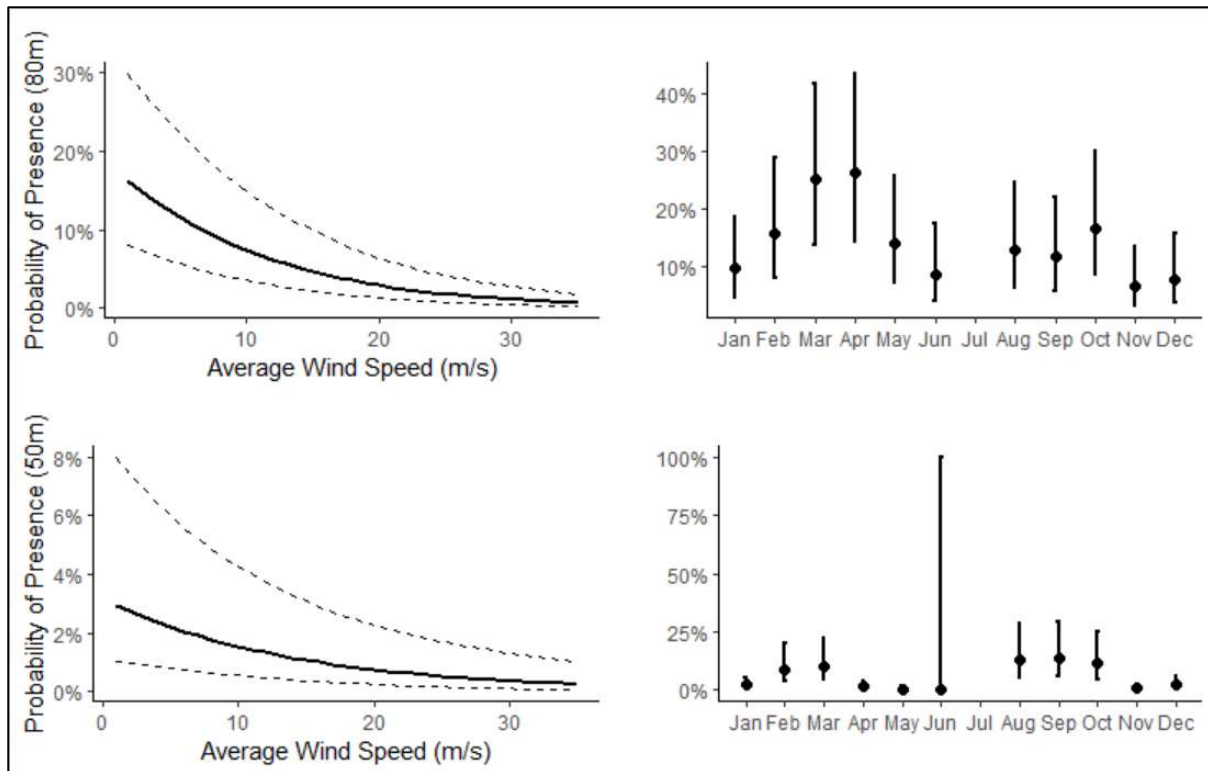 Probability of Presence (80m)
30%
20%
10%
0%
0 10 20 30
Average Wind Speed (m/s)
40%
30%
20%
10%
Jan Feb Mar Apr May Jun Jul Aug Sep Oct Nov Dec
Probability of Presence (50m)
8%
6%
4%
2%
0%
0 10 20 30
Average Wind Speed (m/s)
100%
75%
50%
25%
0%
Jan Feb Mar Apr May Jun Jul Aug Sep Oct Nov Dec